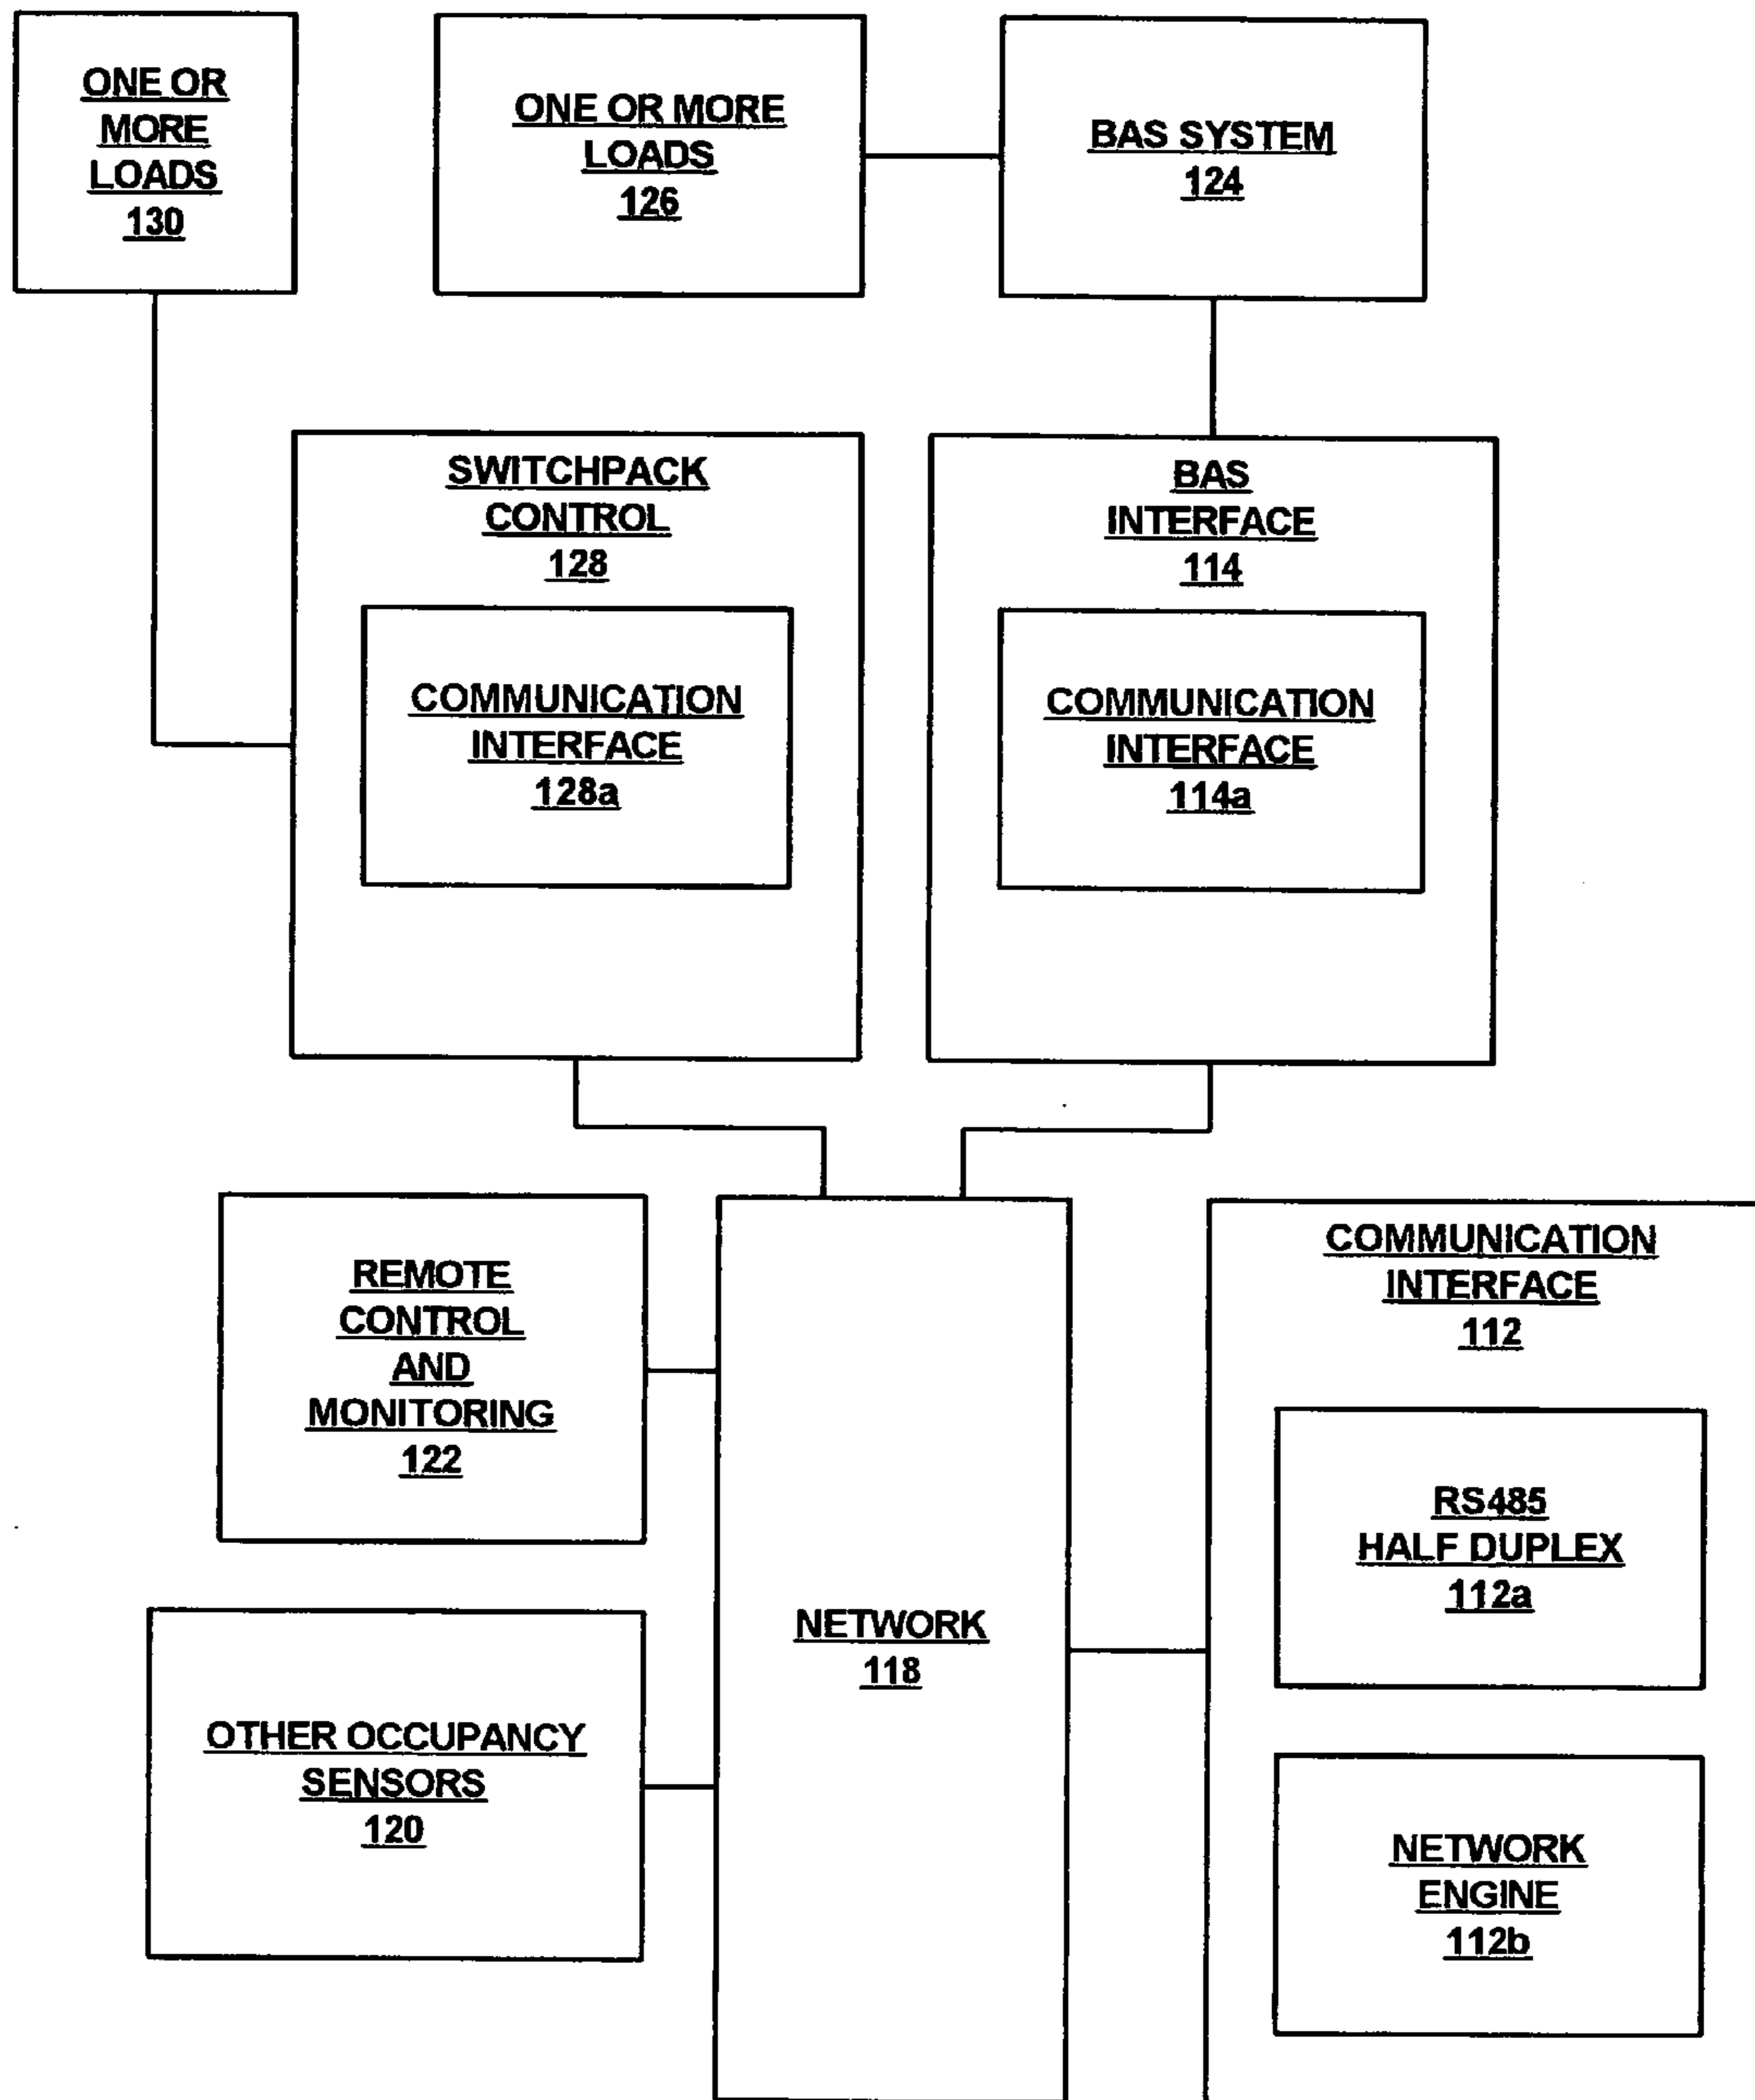 ONE OR
MORE
LOADS
130
ONE OR MORE
LOADS
126
BAS SYSTEM
124
SWITCHPACK
CONTROL
128
COMMUNICATION
INTERFACE
128a
BAS
INTERFACE
114
COMMUNICATION
INTERFACE
114a
REMOTE
CONTROL
AND
MONITORING
122
OTHER OCCUPANCY
SENSORS
120
NETWORK
118
COMMUNICATION
INTERFACE
112
RS485
HALF DUPLEX
112a
NETWORK
ENGINE
112b